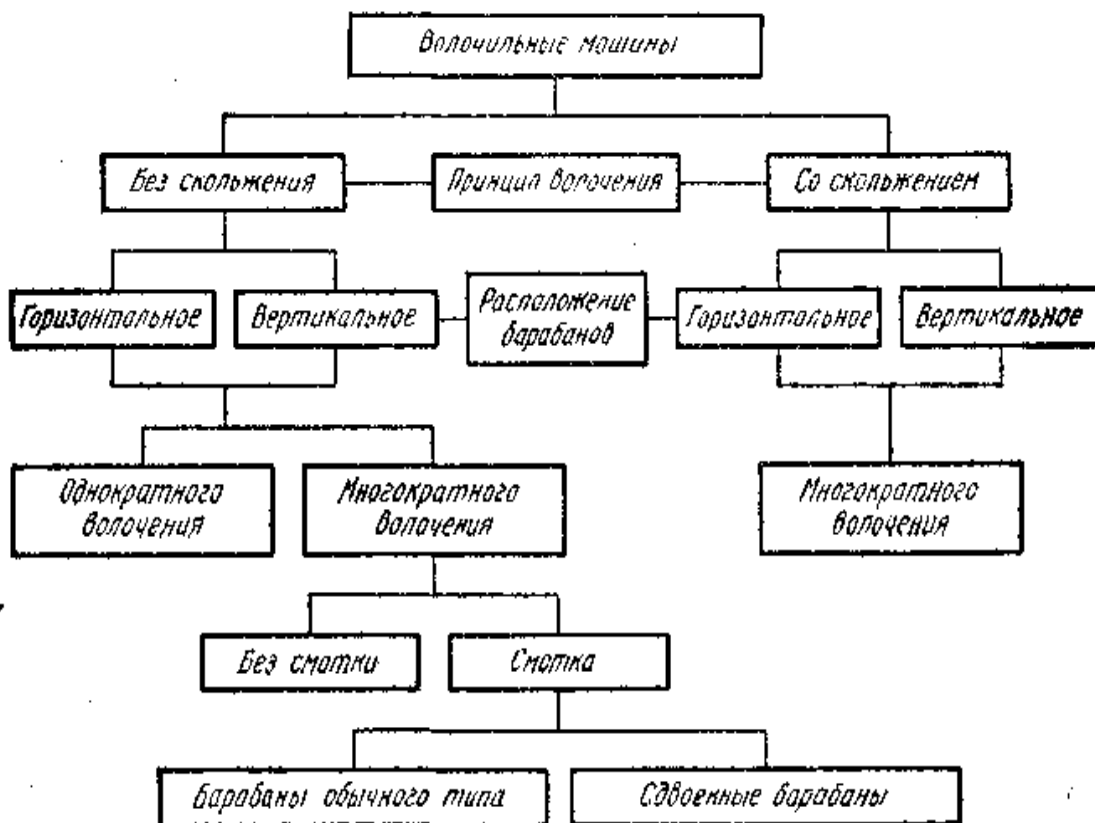 Волочильные машины
Без скольжения
Принцип волочения
Со скольжением
Горизонтальное
Вертикальное
Расположение
барабанов
Горизонтальное
Вертикальное
Однократного
волочения
Многократного
волочения
Многократного
волочения
Без смотки
Смотка
Барабаны обычного типа
Сдвоенные барабаны